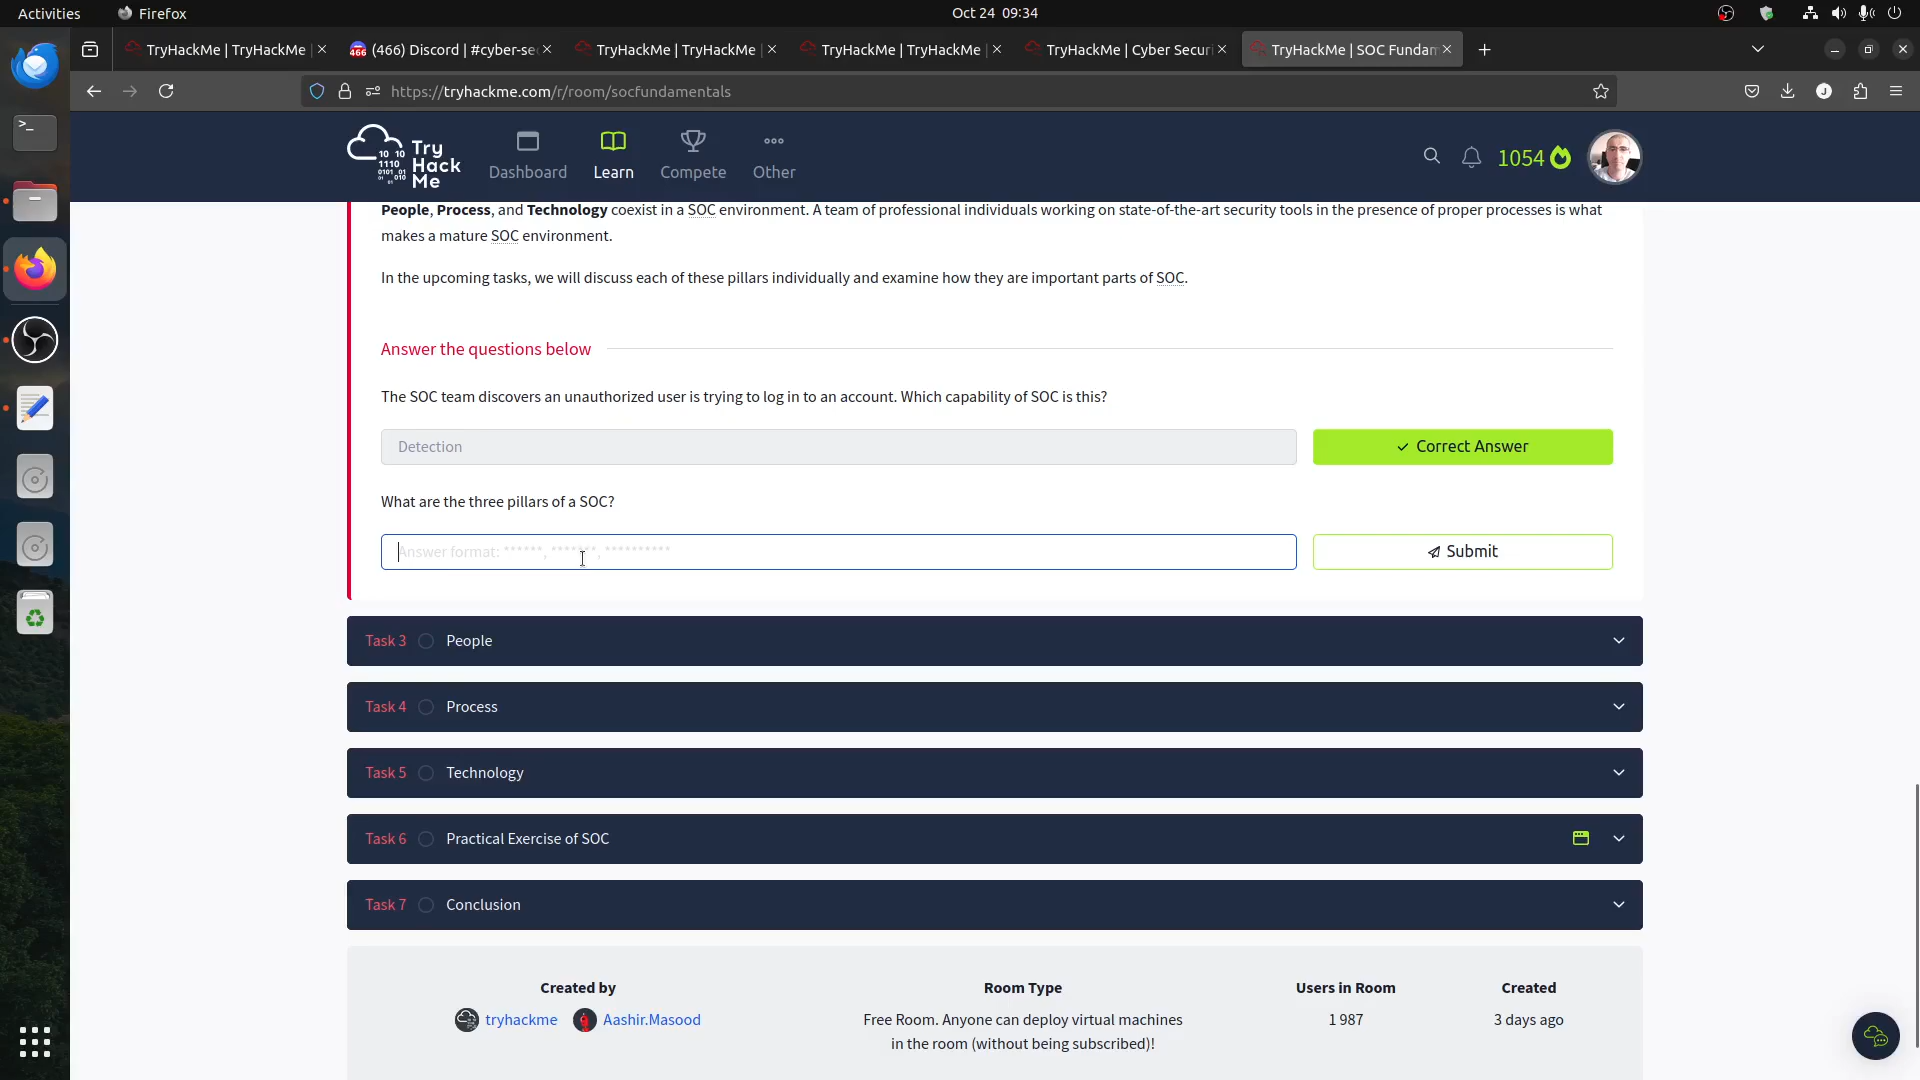 Activities
Firefox
Oct 24 09:34
TryHackMe | TryHackMe
(466) Discord | #cyber-se
TryHackMe | TryHackMe
TryHackMe | TryHackMe
TryHackMe | Cyber Securi
TryHackMe | SOC Fundam
https://tryhackme.com/r/room/socfundamentals
Try
Hack
Me
Dashboard
Learn
Compete
Other
1054
People, Process, and Technology coexist in a SOC environment. A team of professional individuals working on state-of-the-art security tools in the presence of proper processes is what
makes a mature SOC environment.
In the upcoming tasks, we will discuss each of these pillars individually and examine how they are important parts of SOC.
Answer the questions below
The SOC team discovers an unauthorized user is trying to log in to an account. Which capability of SOC is this?
Detection
✓ Correct Answer
What are the three pillars of a SOC?
Answer format: ******, *******, **********
Submit
Task 3 People
Task 4 Process
Task 5 Technology
Task 6 Practical Exercise of SOC
Task 7 Conclusion
Created by
tryhackme Aashir.Masood
Room Type
Free Room. Anyone can deploy virtual machines
in the room (without being subscribed)!
Users in Room
1 987
Created
3 days ago